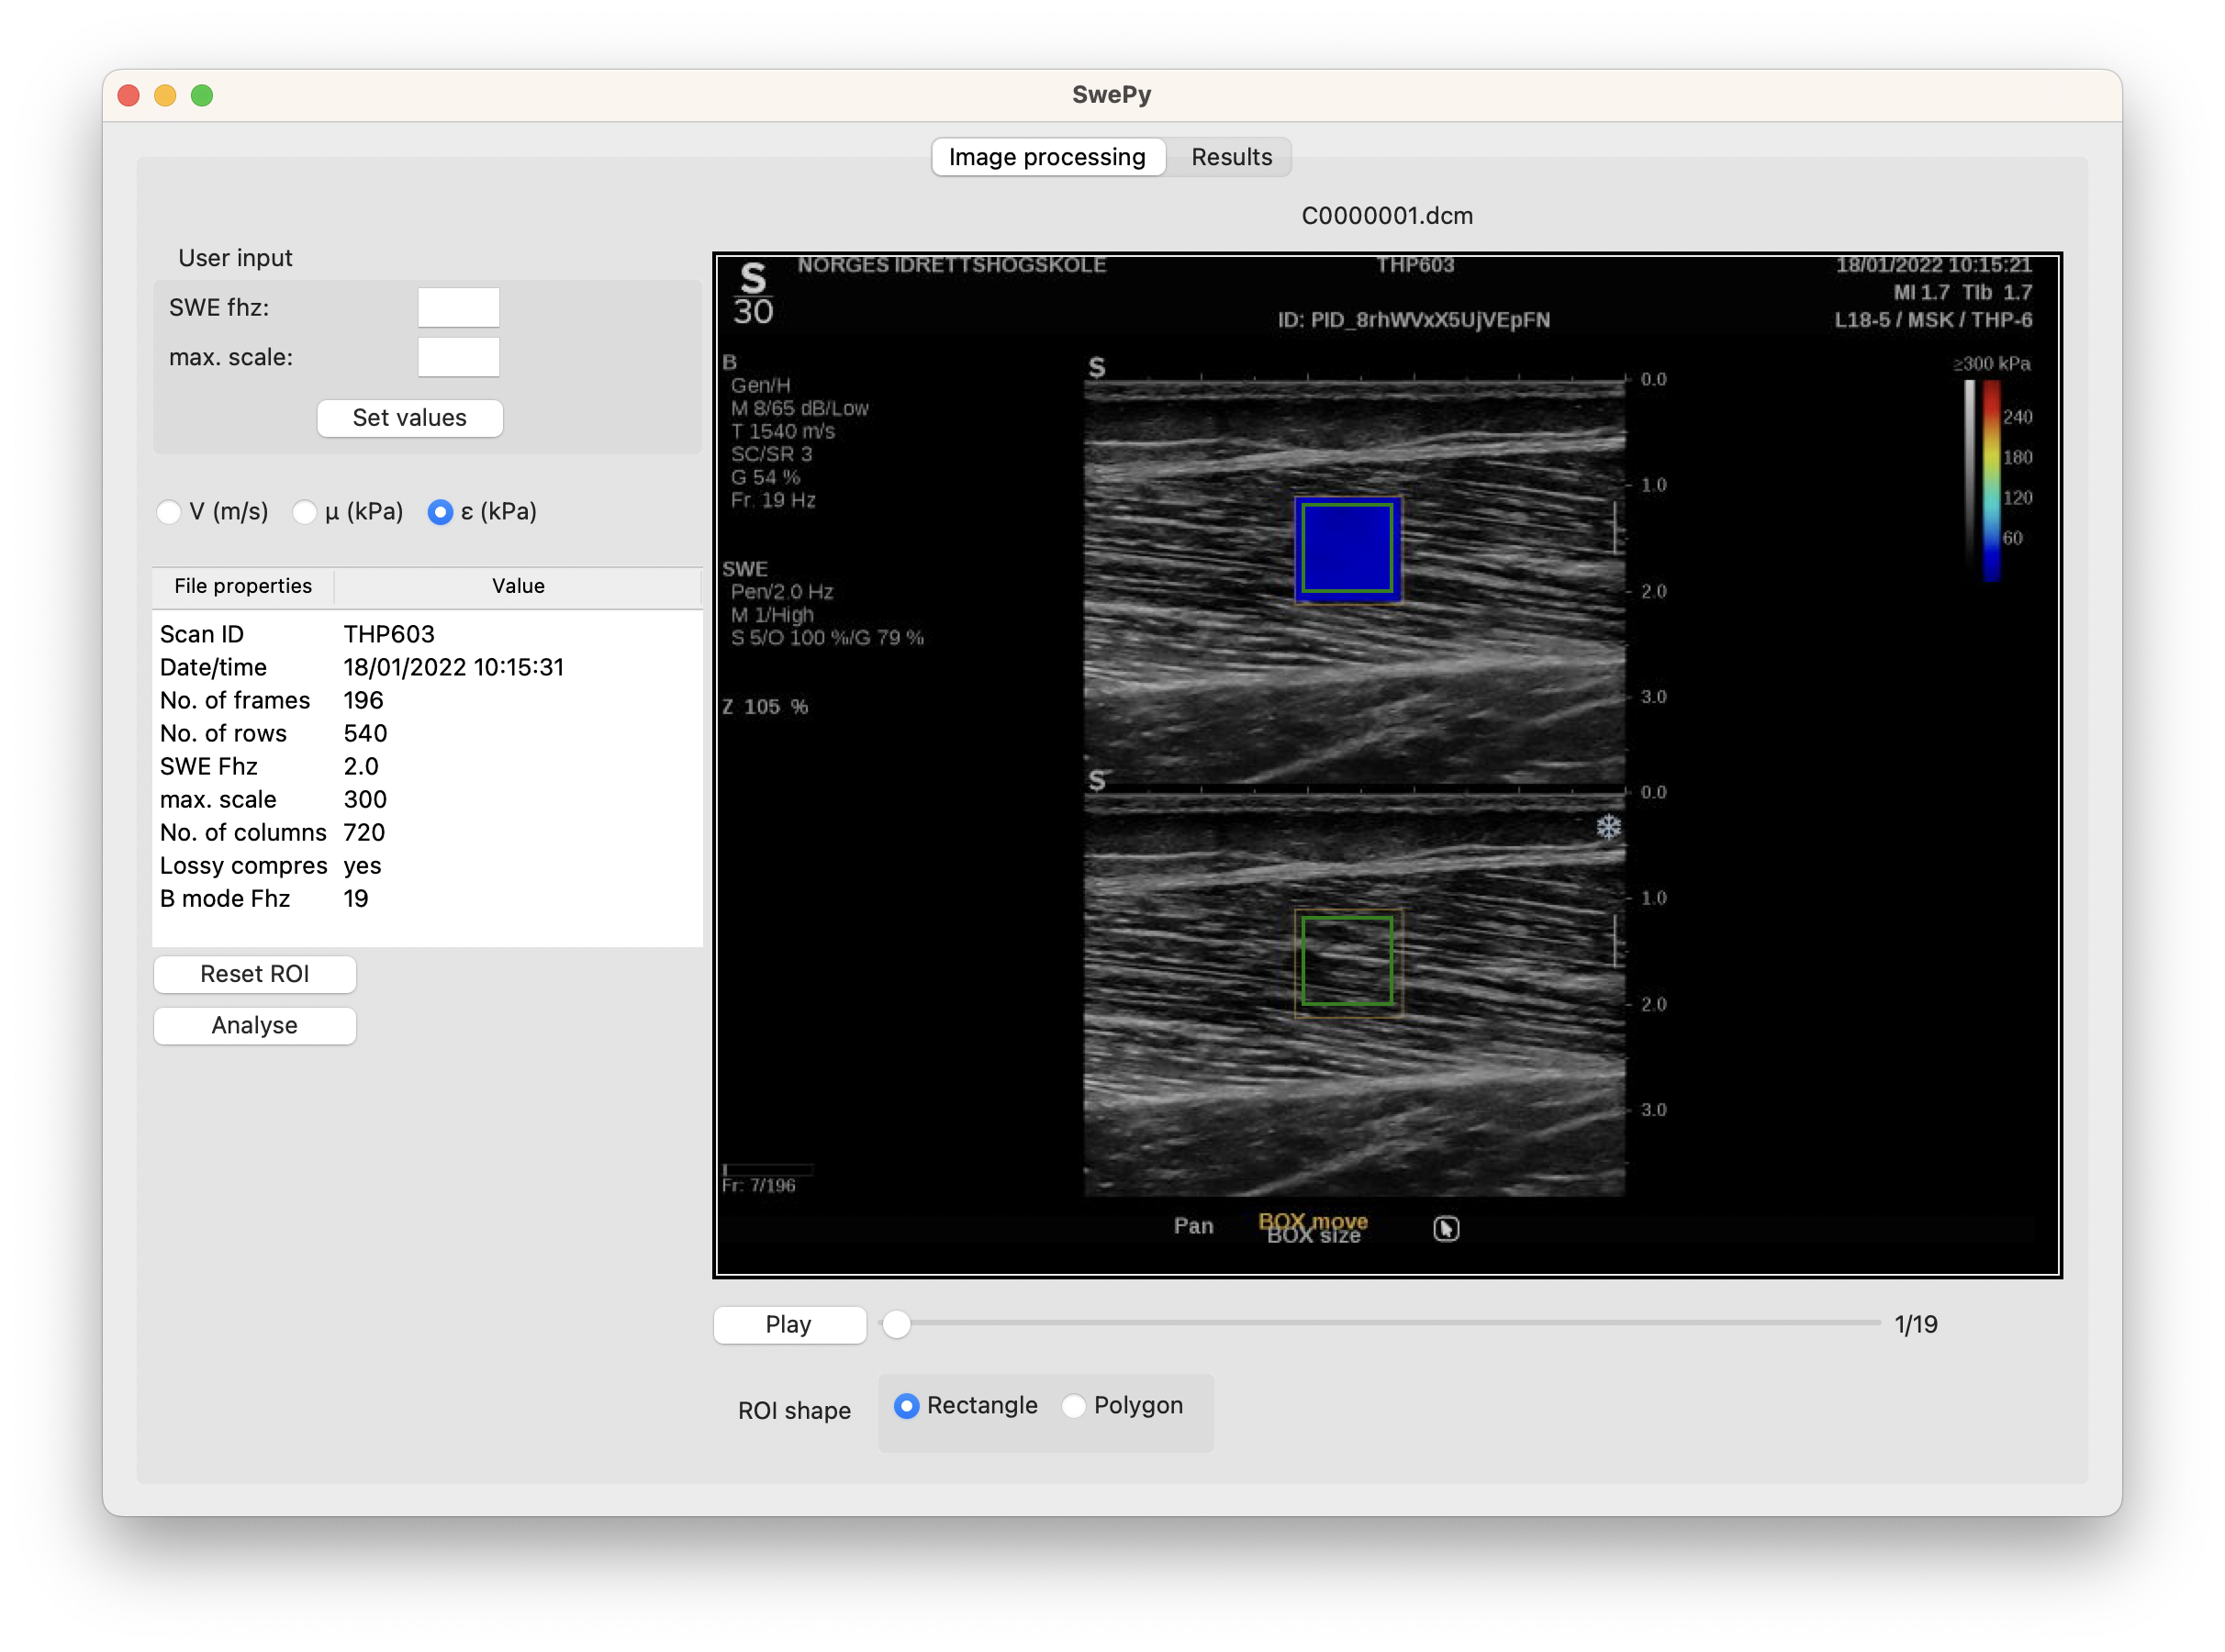 SwePy
Image processing Results
C0000001.dcm
User input
SWE fhz:
max. scale:
Set values
V (m/s) μ (kPa) ε (kPa)
File properties Value
Scan ID THP603
Date/time 18/01/2022 10:15:31
No. of frames 196
No. of rows 540
SWE Fhz 2.0
max. scale 300
No. of columns 720
Lossy compres yes
B mode Fhz 19
Reset ROI
Analyse
S
30
NORGES IDRETTSHOGSKOLE THP603 18/01/2022 10:15:21
MI 1.7 TIb 1.7
ID: PID_8rhWVxX5UjVEpFN L18-5 / MSK / THP-6
B
Gen/H
M 8/65 dB/Low
T 1540 m/s
SC/SR 3
G 54 %
Fr. 19 Hz
SWE
Pen/2.0 Hz
M 1/High
S 5/O 100 %/G 79 %
Z 105 %
Fr: 7/196
S
0.0
1.0
2.0
3.0
S
0.0
1.0
2.0
3.0
≥300 kPa
240
180
120
60
Pan BOX move
BOX size
Play 1/19
ROI shape Rectangle Polygon